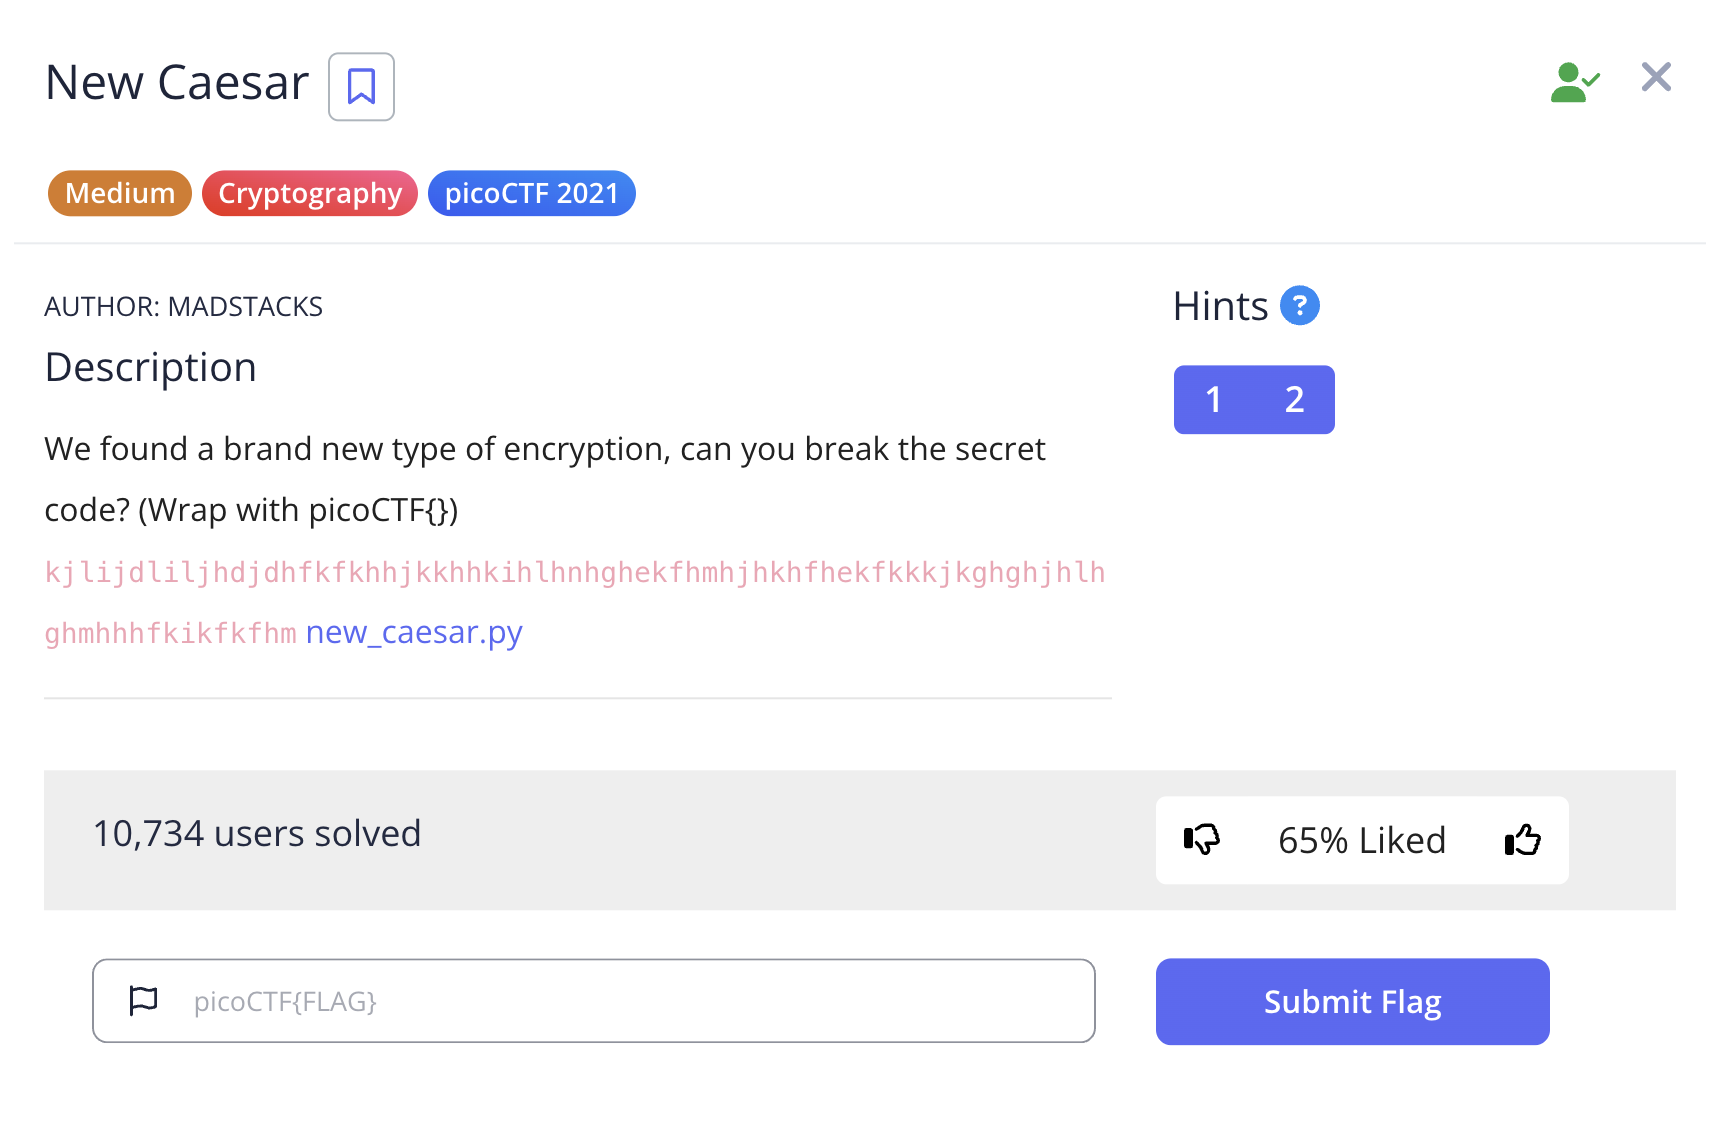 New Caesar
Medium Cryptography picoCTF 2021
AUTHOR: MADSTACKS
Description
We found a brand new type of encryption, can you break the secret
code? (Wrap with picoCTF{})
kjlijdliljhdjdhfkfkhhjkkhhkihlhnhghekfhmhjhkhfhekfkkkjkghghjhlh
ghmhhhfkikfkfhm new_caesar.py
Hints ?
1 2
10,734 users solved
65% Liked
picoCTF{FLAG}
Submit Flag